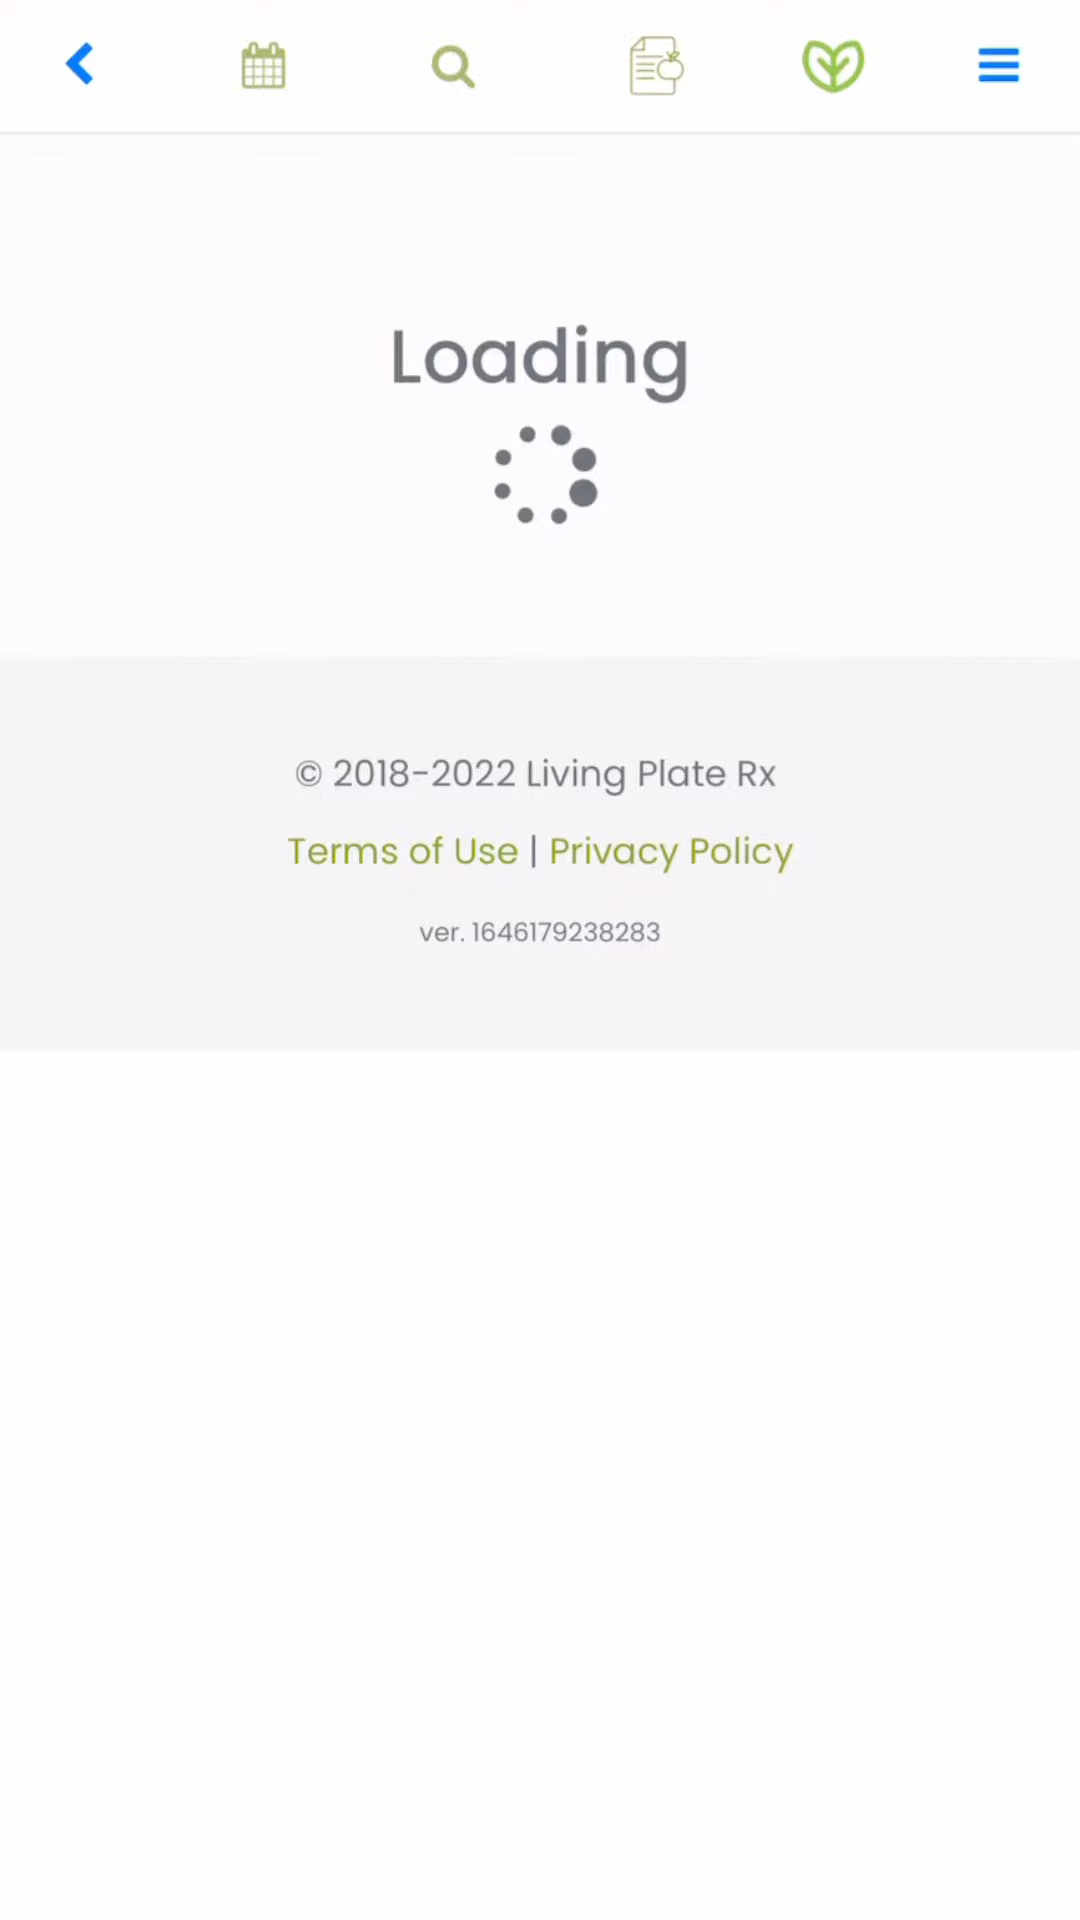 Loading
© 2018-2022 Living Plate Rx
Terms of Use | Privacy Policy
ver. 1646179238283